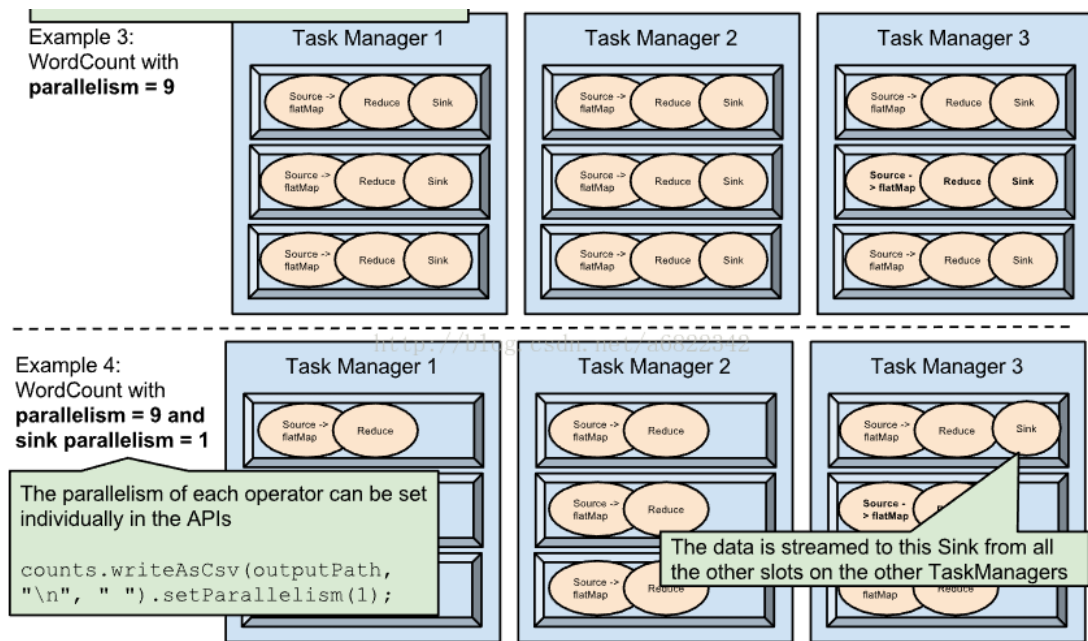 Example 3:
WordCount with
parallelism = 9
Task Manager 1
Source ->
flatMap
Reduce
Sink
Source ->
flatMap
Reduce
Sink
Source ->
flatMap
Reduce
Sink
Task Manager 2
Source ->
flatMap
Reduce
Sink
Source ->
flatMap
Reduce
Sink
Source ->
flatMap
Reduce
Sink
Task Manager 3
Source ->
flatMap
Reduce
Sink
Source -
> flatMap
Reduce
Sink
Source ->
flatMap
Reduce
Sink
http://blog.csdn.net/a6822342
Example 4:
WordCount with
parallelism = 9 and
sink parallelism = 1
The parallelism of each operator can be set
individually in the APIs
counts.writeAsCsv(outputPath,
"\n", " ").setParallelism(1);
Task Manager 1
Source ->
flatMap
Reduce
Task Manager 2
Source ->
flatMap
Reduce
Source ->
flatMap
Reduce
Source ->
flatMap
Task Manager 3
Source ->
flatMap
Reduce
Sink
Source -
> flatMap
Reduce
The data is streamed to this Sink from all
the other slots on the other TaskManagers